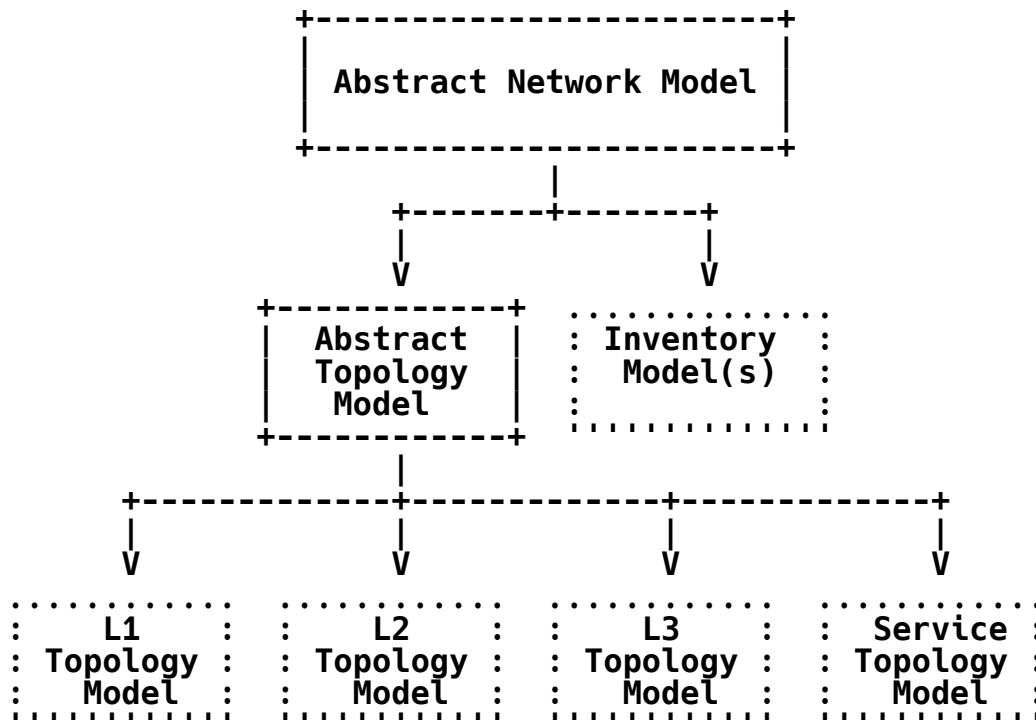 Abstract Network Model
Abstract
Topology
Model
Inventory
Model(s)
L1
Topology
Model
L2
Topology
Model
L3
Topology
Model
Service
Topology
Model